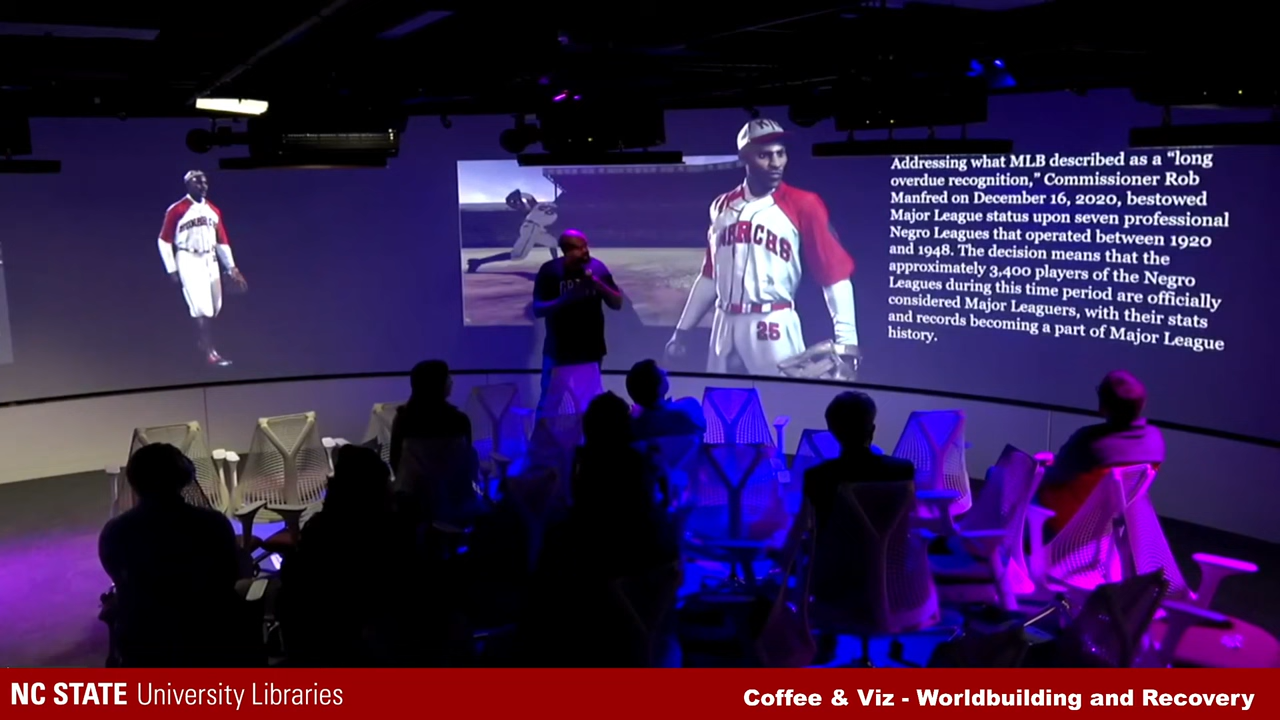 Addressing what MLB described as a “long
overdue recognition,” Commissioner Rob
Manfred on December 16, 2020, bestowed
Major League status upon seven professional
Negro Leagues that operated between 1920
and 1948. The decision means that the
approximately 3,400 players of the Negro
Leagues during this time period are officially
considered Major Leaguers, with their stats
and records becoming a part of Major League
history.
25
NC STATE University Libraries
Coffee & Viz - Worldbuilding and Recovery